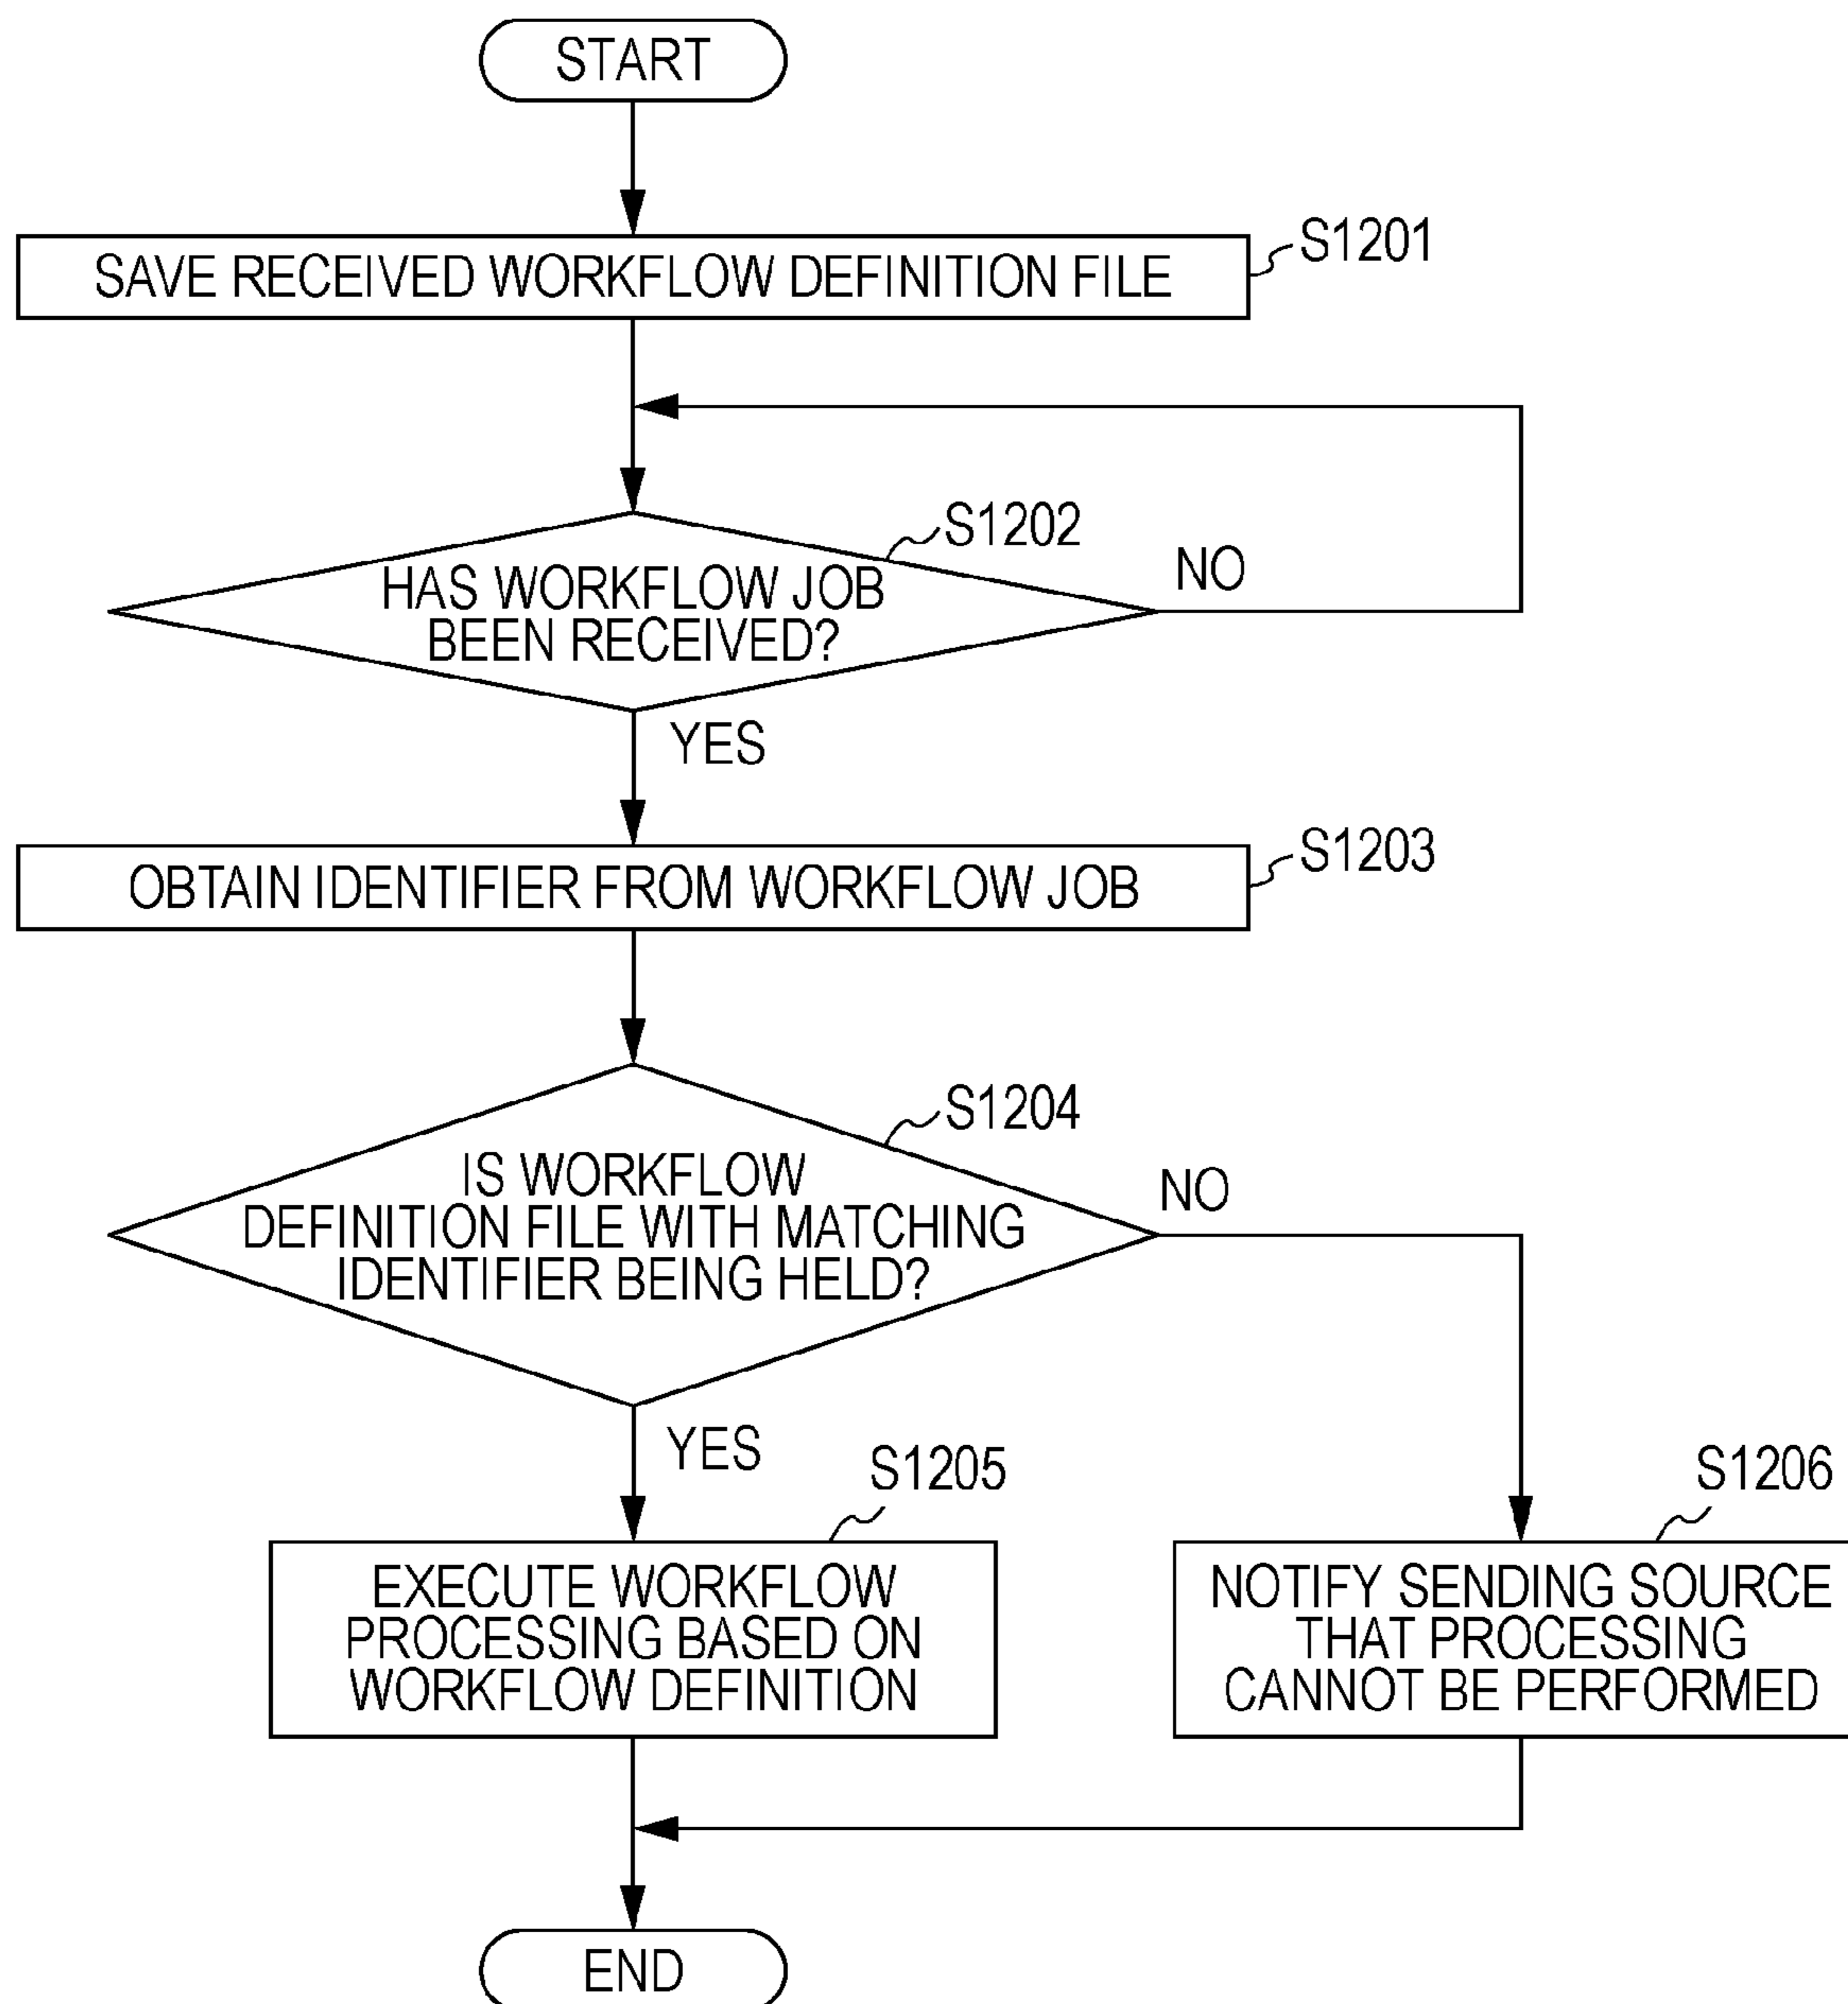 START
SAVE RECEIVED WORKFLOW DEFINITION FILE
S1201
S1202
HAS WORKFLOW JOB
BEEN RECEIVED?
NO
YES
OBTAIN IDENTIFIER FROM WORKFLOW JOB
S1203
S1204
IS WORKFLOW
DEFINITION FILE WITH MATCHING
IDENTIFIER BEING HELD?
NO
YES
S1205
EXECUTE WORKFLOW
PROCESSING BASED ON
WORKFLOW DEFINITION
S1206
NOTIFY SENDING SOURCE
THAT PROCESSING
CANNOT BE PERFORMED
END